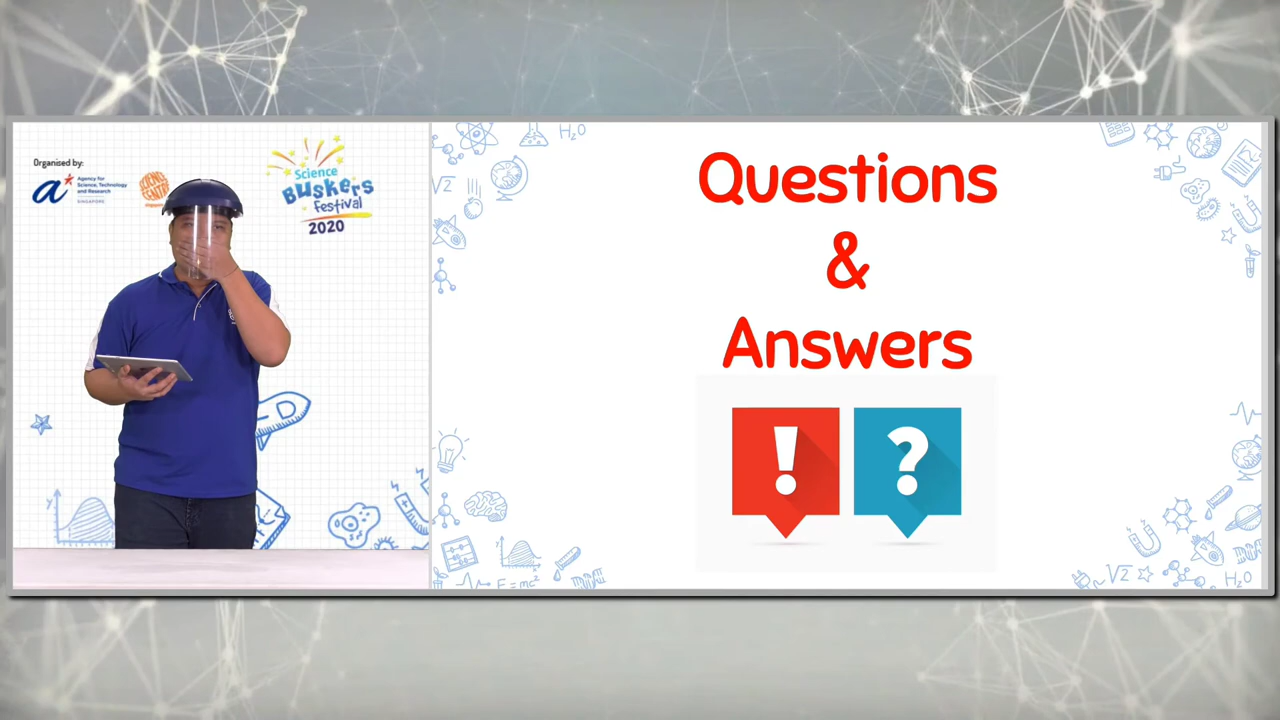 Organised by:
Agency for
Science, Technology
and Research
SINGAPORE
Science
Buskers
festival
2020
Questions
&
Answers
!
?
H₂O
√2
E=mc²
√2
H₂O
y